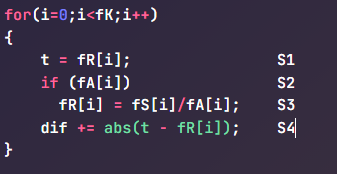 for(i=0;i<fK;i++)
{
    t = fR[i];         S1
    if (fA[i])         S2
      fR[i] = fS[i]/fA[i];    S3
    dif += abs(t - fR[i]);    S4
}